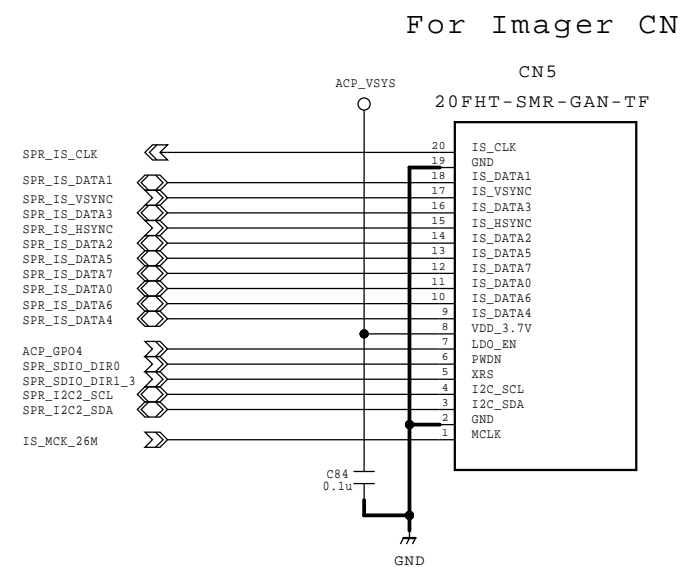 For Imager CN
CN5
20FHT-SMR-GAN-TF
ACP_VSYS
SPR_IS_CLK 20 IS_CLK
19 GND
SPR_IS_DATA1 18 IS_DATA1
SPR_IS_VSYNC 17 IS_VSYNC
SPR_IS_DATA3 16 IS_DATA3
SPR_IS_HSYNC 15 IS_HSYNC
SPR_IS_DATA2 14 IS_DATA2
SPR_IS_DATA5 13 IS_DATA5
SPR_IS_DATA7 12 IS_DATA7
SPR_IS_DATA0 11 IS_DATA0
SPR_IS_DATA6 10 IS_DATA6
SPR_IS_DATA4 9 IS_DATA4
8 VDD_3.7V
ACP_GPO4 7 LDO_EN
SPR_SDIO_DIR0 6 PWDN
SPR_SDIO_DIR1_3 5 XRS
SPR_I2C2_SCL 4 I2C_SCL
SPR_I2C2_SDA 3 I2C_SDA
2 GND
IS_MCK_26M 1 MCLK
C84
0.1u
GND